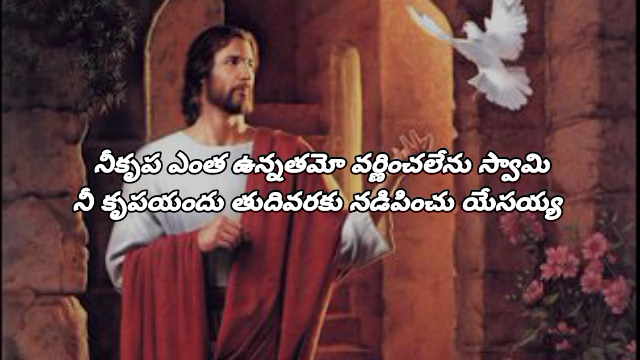 నీకృప ఎంత ఉన్నతమో వర్ణించలేను స్వామి
నీ కృపయందు తుదివరకు నడిపించు యేసయ్య